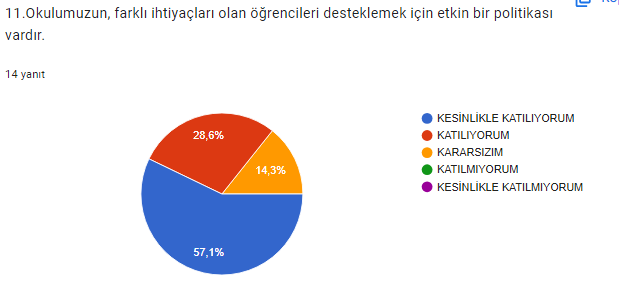 11.Okulumuzun, farklı ihtiyaçları olan öğrencileri desteklemek için etkin bir politikası
vardır.
14 yanıt
28,6%
14,3%
57,1%
KESİNLİKLE KATILIYORUM
KATILIYORUM
KARARSIZIM
KATILMIYORUM
KESİNLİKLE KATILMIYORUM